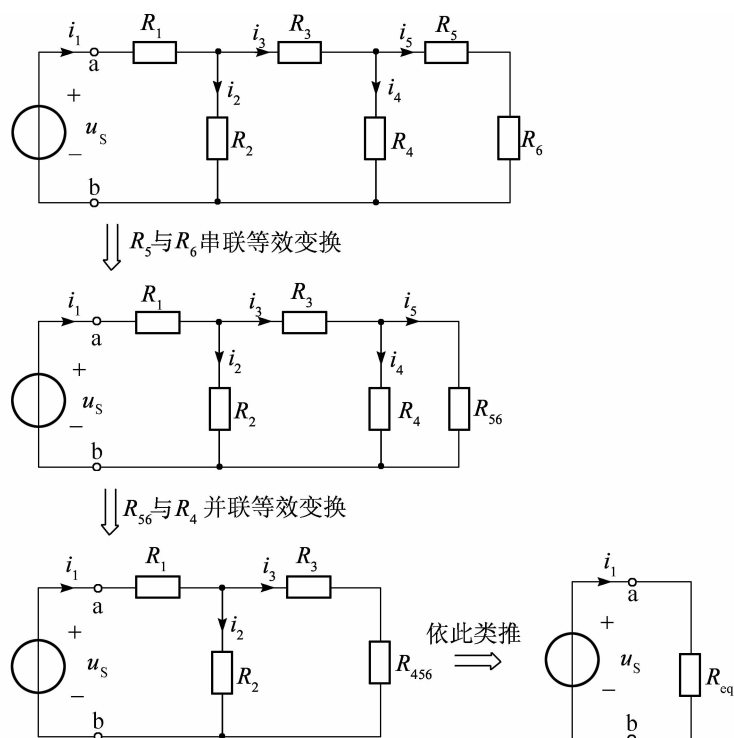 i₁ a R₁ i₃ R₃ i₅ R₅
+ uS − i₂ R₂ i₄ R₄ R₆
b
R₅与R₆串联等效变换
i₁ a R₁ i₃ R₃ i₅
+ uS − i₂ R₂ i₄ R₄ R₅₆
b
R₅₆与R₄并联等效变换
i₁ a R₁ i₃ R₃
+ uS − i₂ R₂ R₄₅₆
b
依此类推
i₁ a
+ uS − Req
b